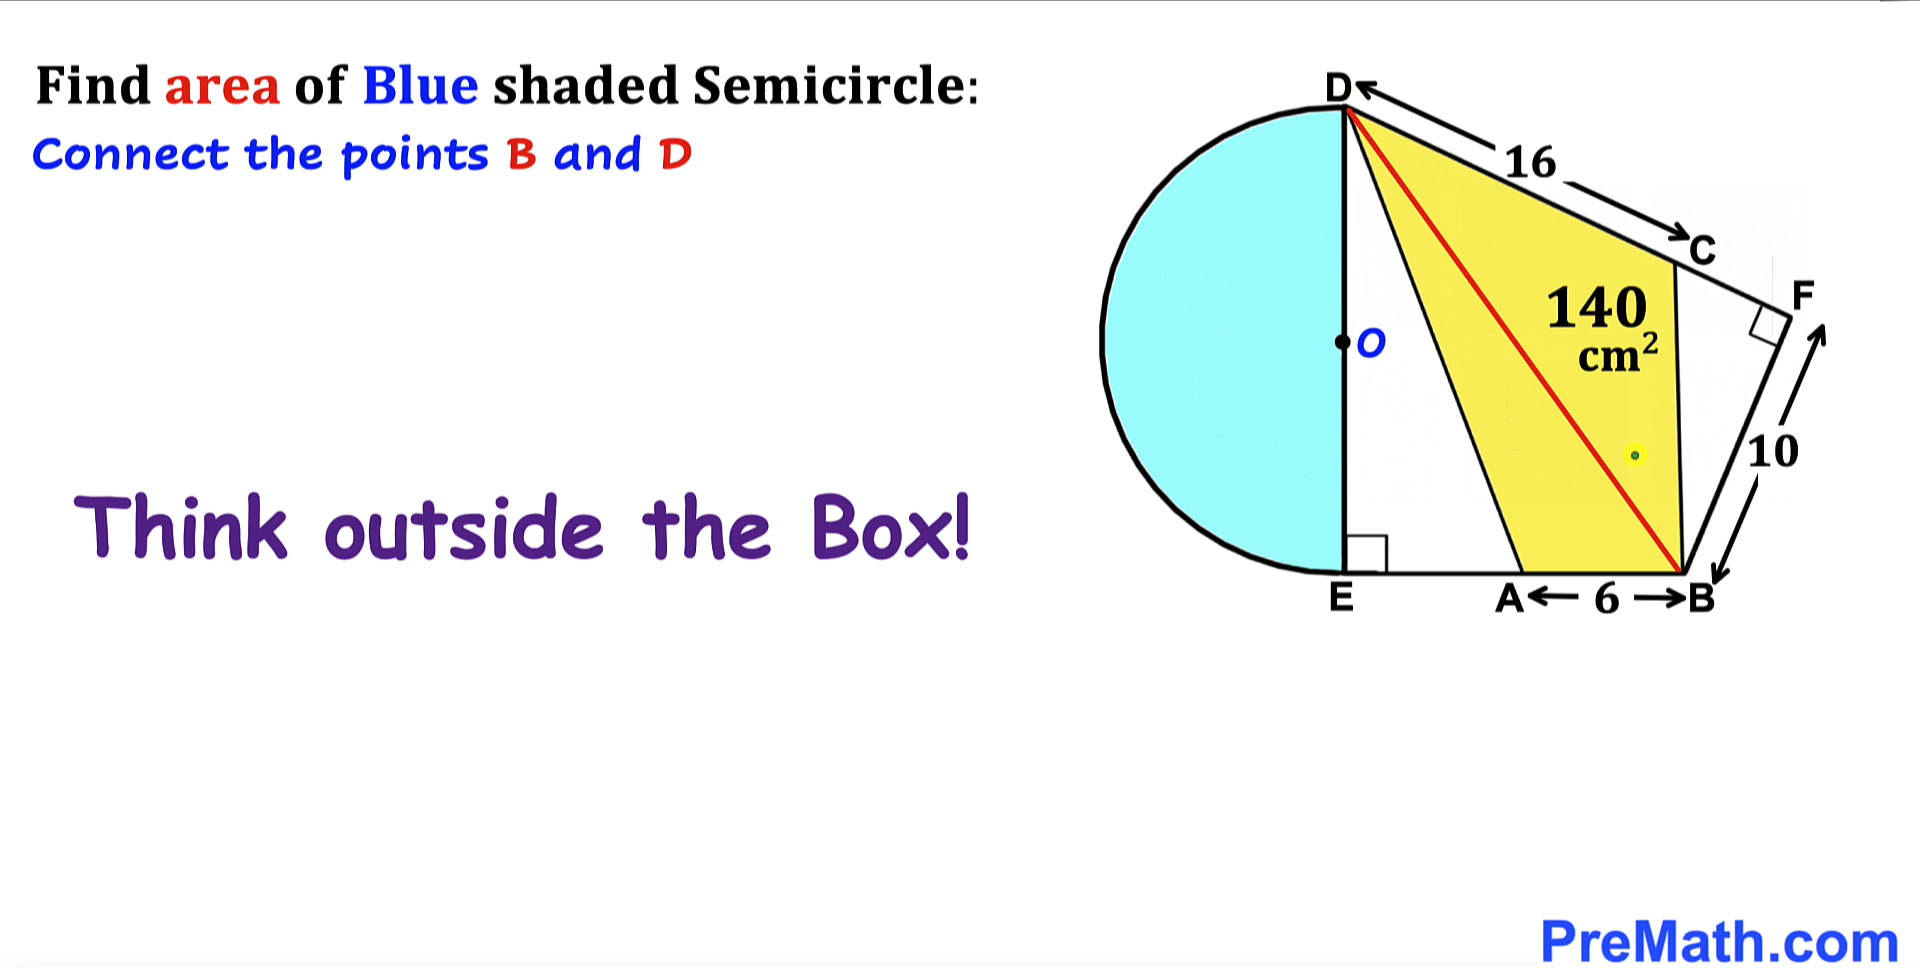 Find area of Blue shaded Semicircle:
Connect the points B and D
D
16
C
F
140
cm²
O
10
Think outside the Box!
E
A
6
B
PreMath.com